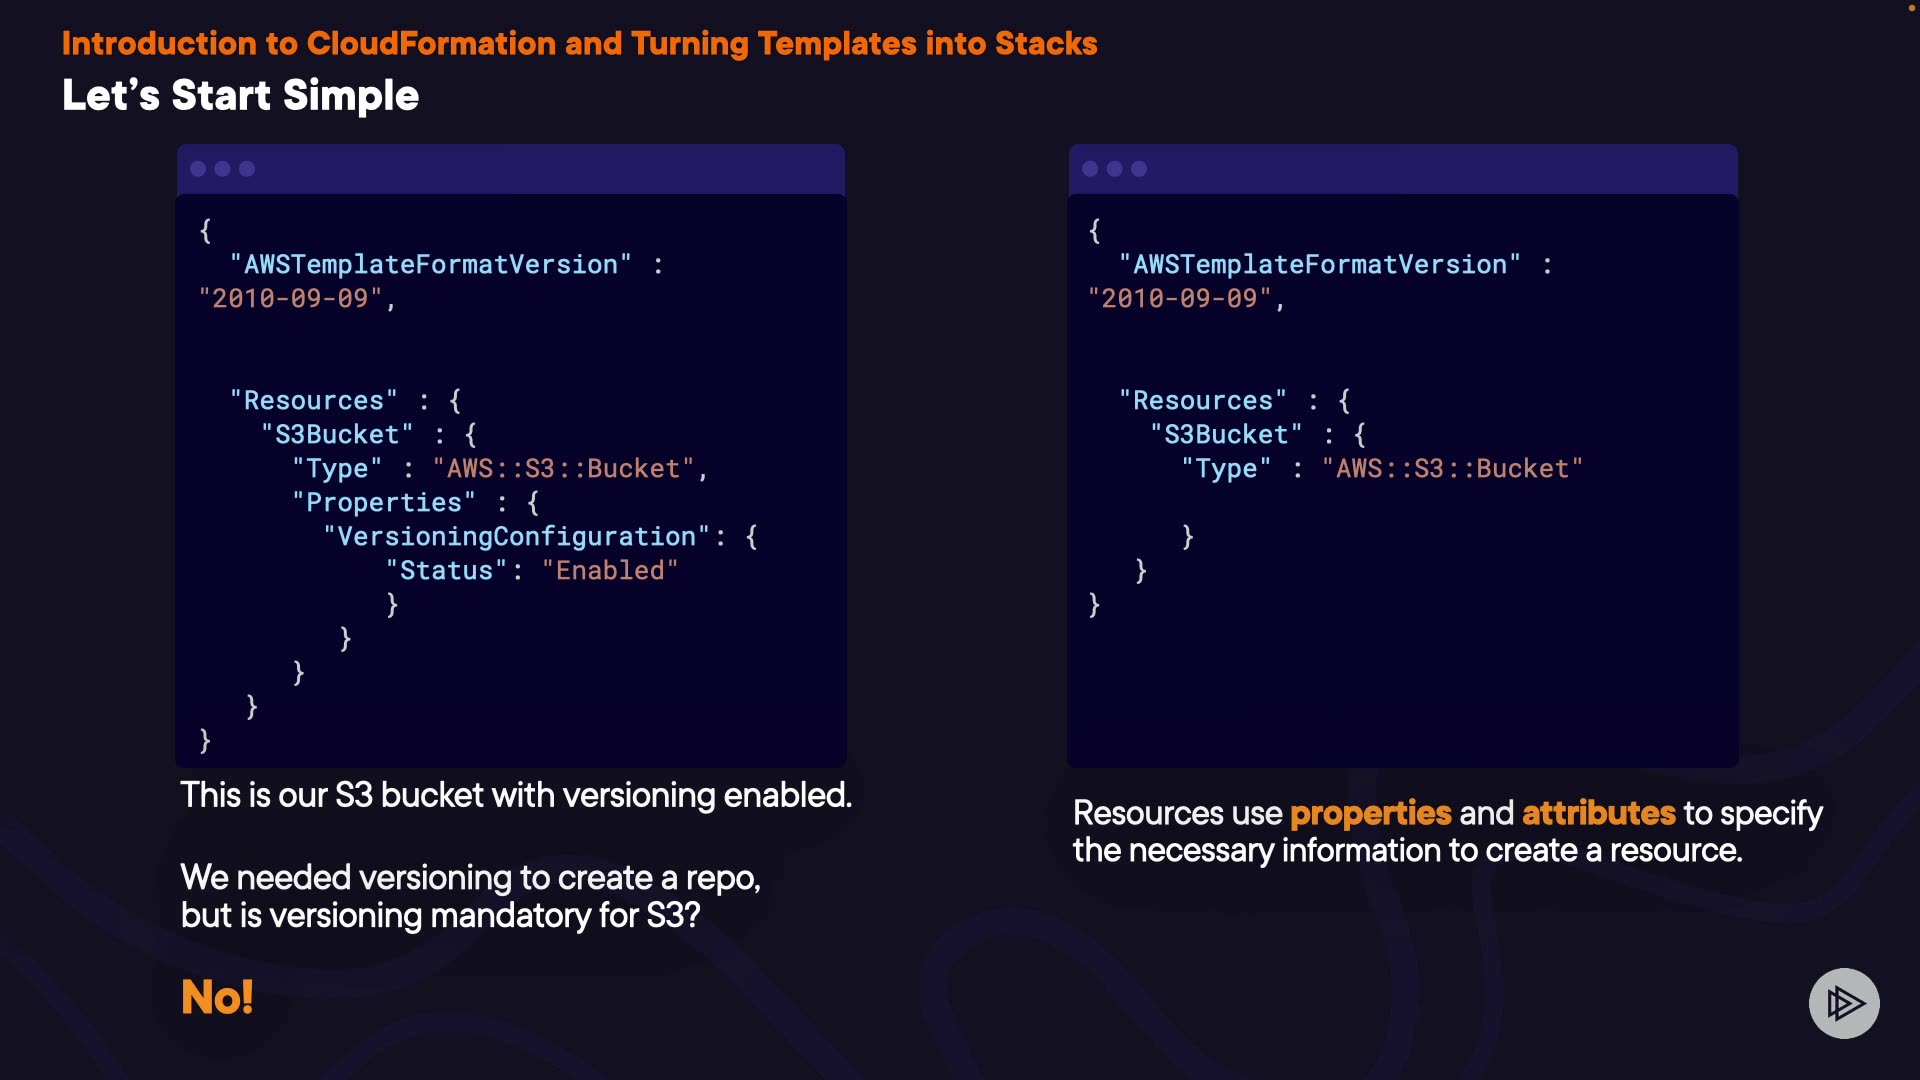 Introduction to CloudFormation and Turning Templates into Stacks
Let's Start Simple
{
  "AWSTemplateFormatVersion" :
"2010-09-09",
  "Resources" : {
    "S3Bucket" : {
      "Type" : "AWS::S3::Bucket",
      "Properties" : {
        "VersioningConfiguration": {
            "Status": "Enabled"
            }
         }
      }
   }
}
This is our S3 bucket with versioning enabled.
We needed versioning to create a repo,
but is versioning mandatory for S3?
No!
{
  "AWSTemplateFormatVersion" :
"2010-09-09",
  "Resources" : {
    "S3Bucket" : {
      "Type" : "AWS::S3::Bucket"
      }
   }
}
Resources use properties and attributes to specify
the necessary information to create a resource.